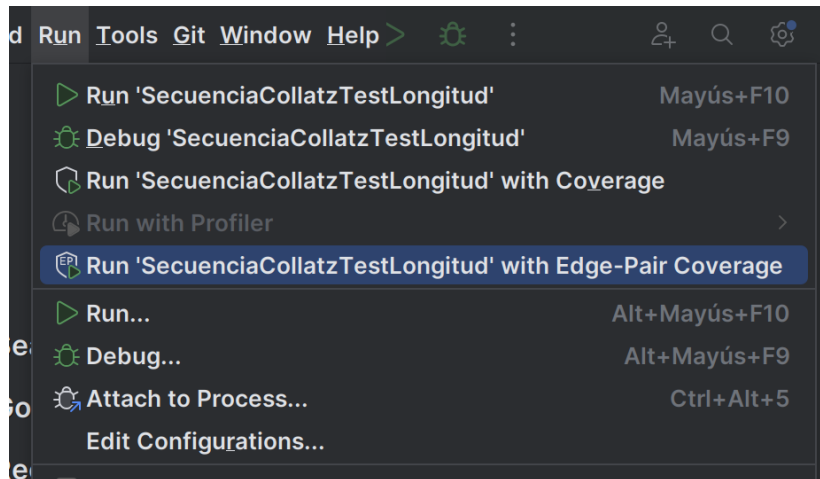 d Run Tools Git Window Help
Run 'SecuenciaCollatzTestLongitud' Mayús+F10
Debug 'SecuenciaCollatzTestLongitud' Mayús+F9
Run 'SecuenciaCollatzTestLongitud' with Coverage
Run with Profiler
EP Run 'SecuenciaCollatzTestLongitud' with Edge-Pair Coverage
Run... Alt+Mayús+F10
Debug... Alt+Mayús+F9
Attach to Process... Ctrl+Alt+5
Edit Configurations...